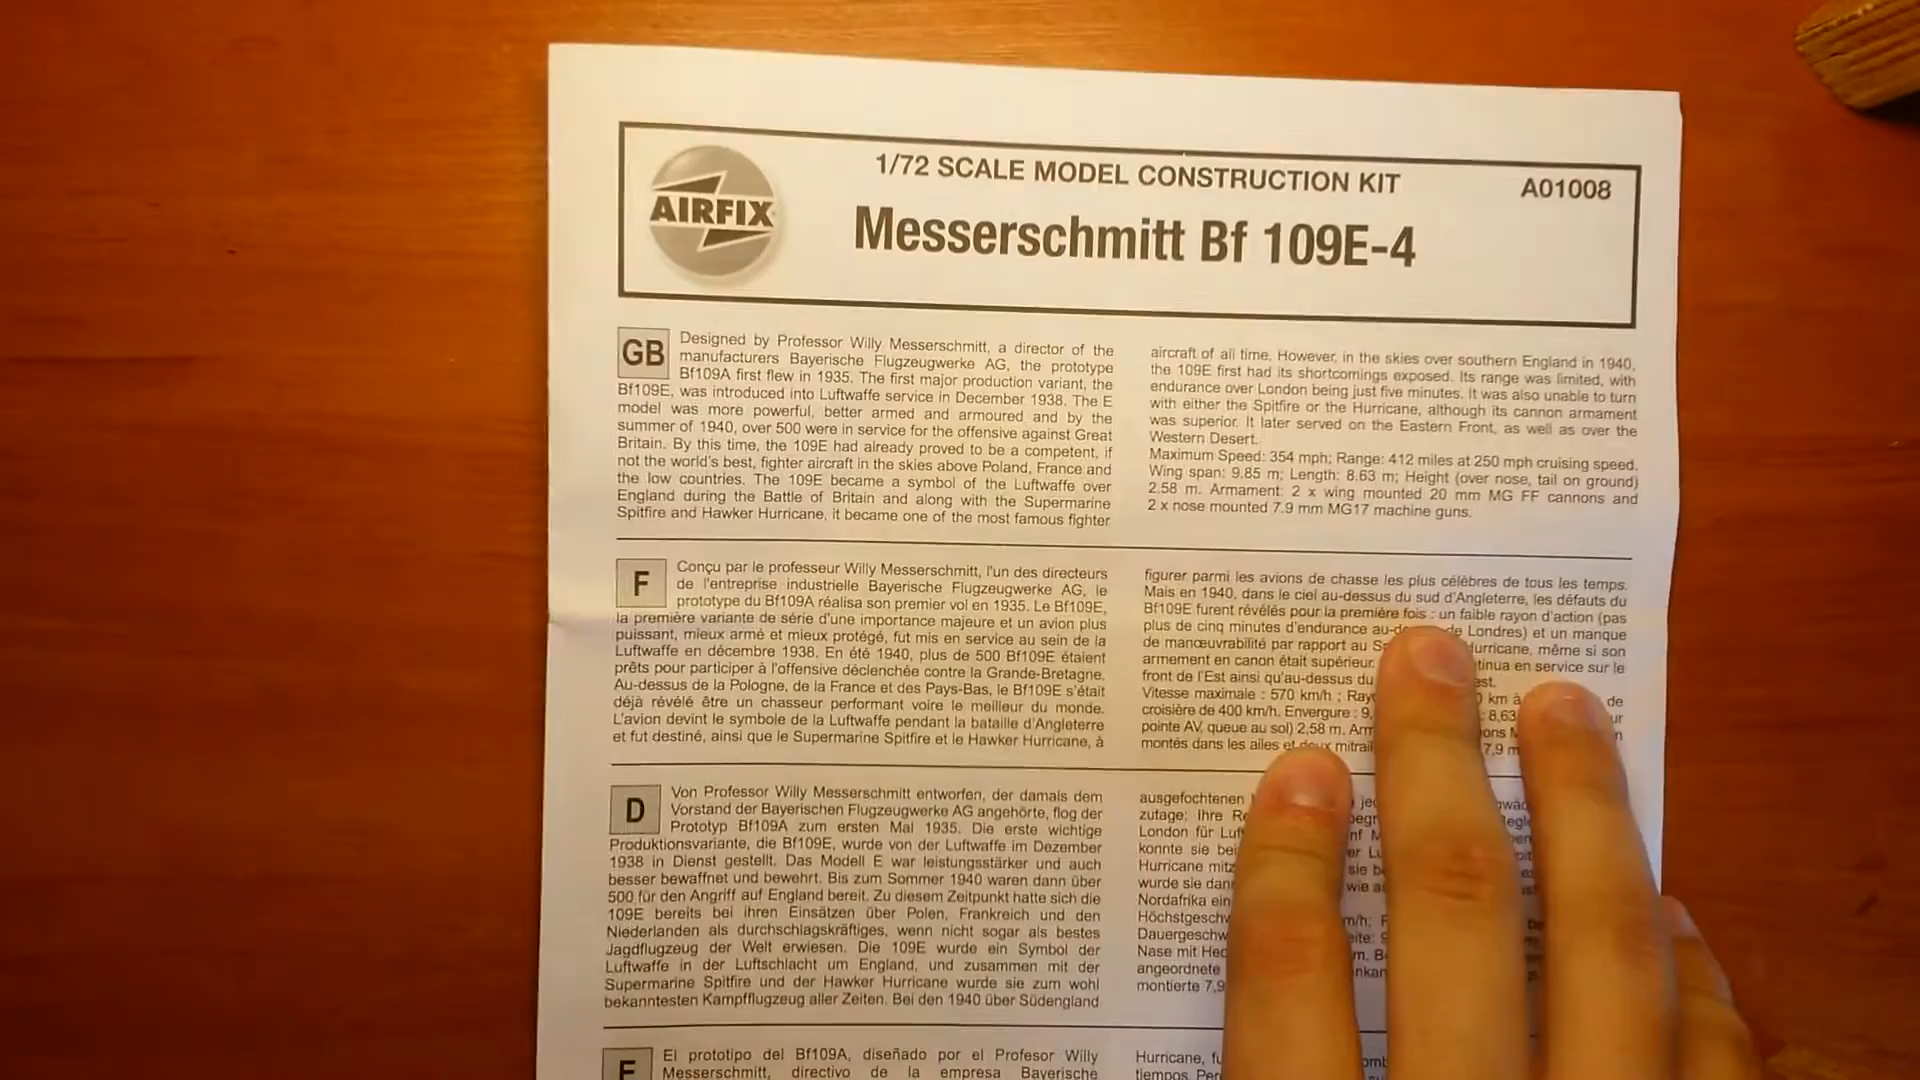 AIRFIX
1/72 SCALE MODEL CONSTRUCTION KIT
A01008
Messerschmitt Bf 109E-4
GB
Designed by Professor Willy Messerschmitt, a director of the
manufacturers Bayerische Flugzeugwerke AG, the prototype
Bf109A first flew in 1935. The first major production variant, the
Bf109E, was introduced into Luftwaffe service in December 1938. The E
model was more powerful, better armed and armoured and by the
summer of 1940, over 500 were in service for the offensive against Great
Britain. By this time, the 109E had already proved to be a competent, if
not the world's best, fighter aircraft in the skies above Poland, France and
the low countries. The 109E became a symbol of the Luftwaffe over
England during the Battle of Britain and along with the Supermarine
Spitfire and Hawker Hurricane, it became one of the most famous fighter
aircraft of all time. However, in the skies over southern England in 1940,
the 109E first had its shortcomings exposed. Its range was limited, with
endurance over London being just five minutes. It was also unable to turn
with either the Spitfire or the Hurricane, although its cannon armament
was superior. It later served on the Eastern Front, as well as over the
Western Desert.
Maximum Speed: 354 mph; Range: 412 miles at 250 mph cruising speed.
Wing span: 9.85 m; Length: 8.63 m; Height (over nose, tail on ground)
2.58 m. Armament: 2 x wing mounted 20 mm MG FF cannons and
2 x nose mounted 7.9 mm MG17 machine guns.
F
Conçu par le professeur Willy Messerschmitt, l'un des directeurs
de l'entreprise industrielle Bayerische Flugzeugwerke AG, le
prototype du Bf109A réalisa son premier vol en 1935. Le Bf109E,
la première variante de série d'une importance majeure et un avion plus
puissant, mieux armé et mieux protégé, fut mis en service au sein de la
Luftwaffe en décembre 1938. En été 1940, plus de 500 Bf109E étaient
prêts pour participer à l'offensive déclenchée contre la Grande-Bretagne.
Au-dessus de la Pologne, de la France et des Pays-Bas, le Bf109E s'était
déjà révélé être un chasseur performant voire le meilleur du monde.
L'avion devint le symbole de la Luftwaffe pendant la bataille d'Angleterre
et fut destiné, ainsi que le Supermarine Spitfire et le Hawker Hurricane, à
figurer parmi les avions de chasse les plus célèbres de tous les temps.
Mais en 1940, dans le ciel au-dessus du sud d'Angleterre, les défauts du
Bf109E furent révélés pour la première fois : un faible rayon d'action (pas
plus de cinq minutes d'endurance de Londres) et un manque
de manœuvrabilité par rapport au Hurricane, même si son
armement en canon était supérieur. en service sur le
front de l'Est ainsi qu'au-dessus du
Vitesse maximale : 570 km/h ; km à de
croisière de 400 km/h. Envergure : 8,63
pointe AV, queue au sol) 2,58 m.
montés dans les ailes et deux 7,9
D
Von Professor Willy Messerschmitt entworfen, der damals dem
Vorstand der Bayerischen Flugzeugwerke AG angehörte, flog der
Prototyp Bf109A zum ersten Mal 1935. Die erste wichtige
Produktionsvariante, die Bf109E, wurde von der Luftwaffe im Dezember
1938 in Dienst gestellt. Das Modell E war leistungsstärker und auch
besser bewaffnet und bewehrt. Bis zum Sommer 1940 waren dann über
500 für den Angriff auf England bereit. Zu diesem Zeitpunkt hatte sich die
109E bereits bei ihren Einsätzen über Polen, Frankreich und den
Niederlanden als durchschlagskräftiges, wenn nicht sogar als bestes
Jagdflugzeug der Welt erwiesen. Die 109E wurde ein Symbol der
Luftwaffe in der Luftschlacht um England, und zusammen mit der
Supermarine Spitfire und der Hawker Hurricane wurde sie zum wohl
bekanntesten Kampfflugzeug aller Zeiten. Bei den 1940 über Südengland
ausgefochtenen
zutage: Ihre
London für
konnte sie
Hurricane
wurde sie
Nordafrika
Nase mit
angeordnete
montierte 7,9
E
El prototipo del Bf109A, diseñado por el Profesor Willy
Messerschmitt, directivo de la empresa Bayerische
Hurricane,
tiempos.